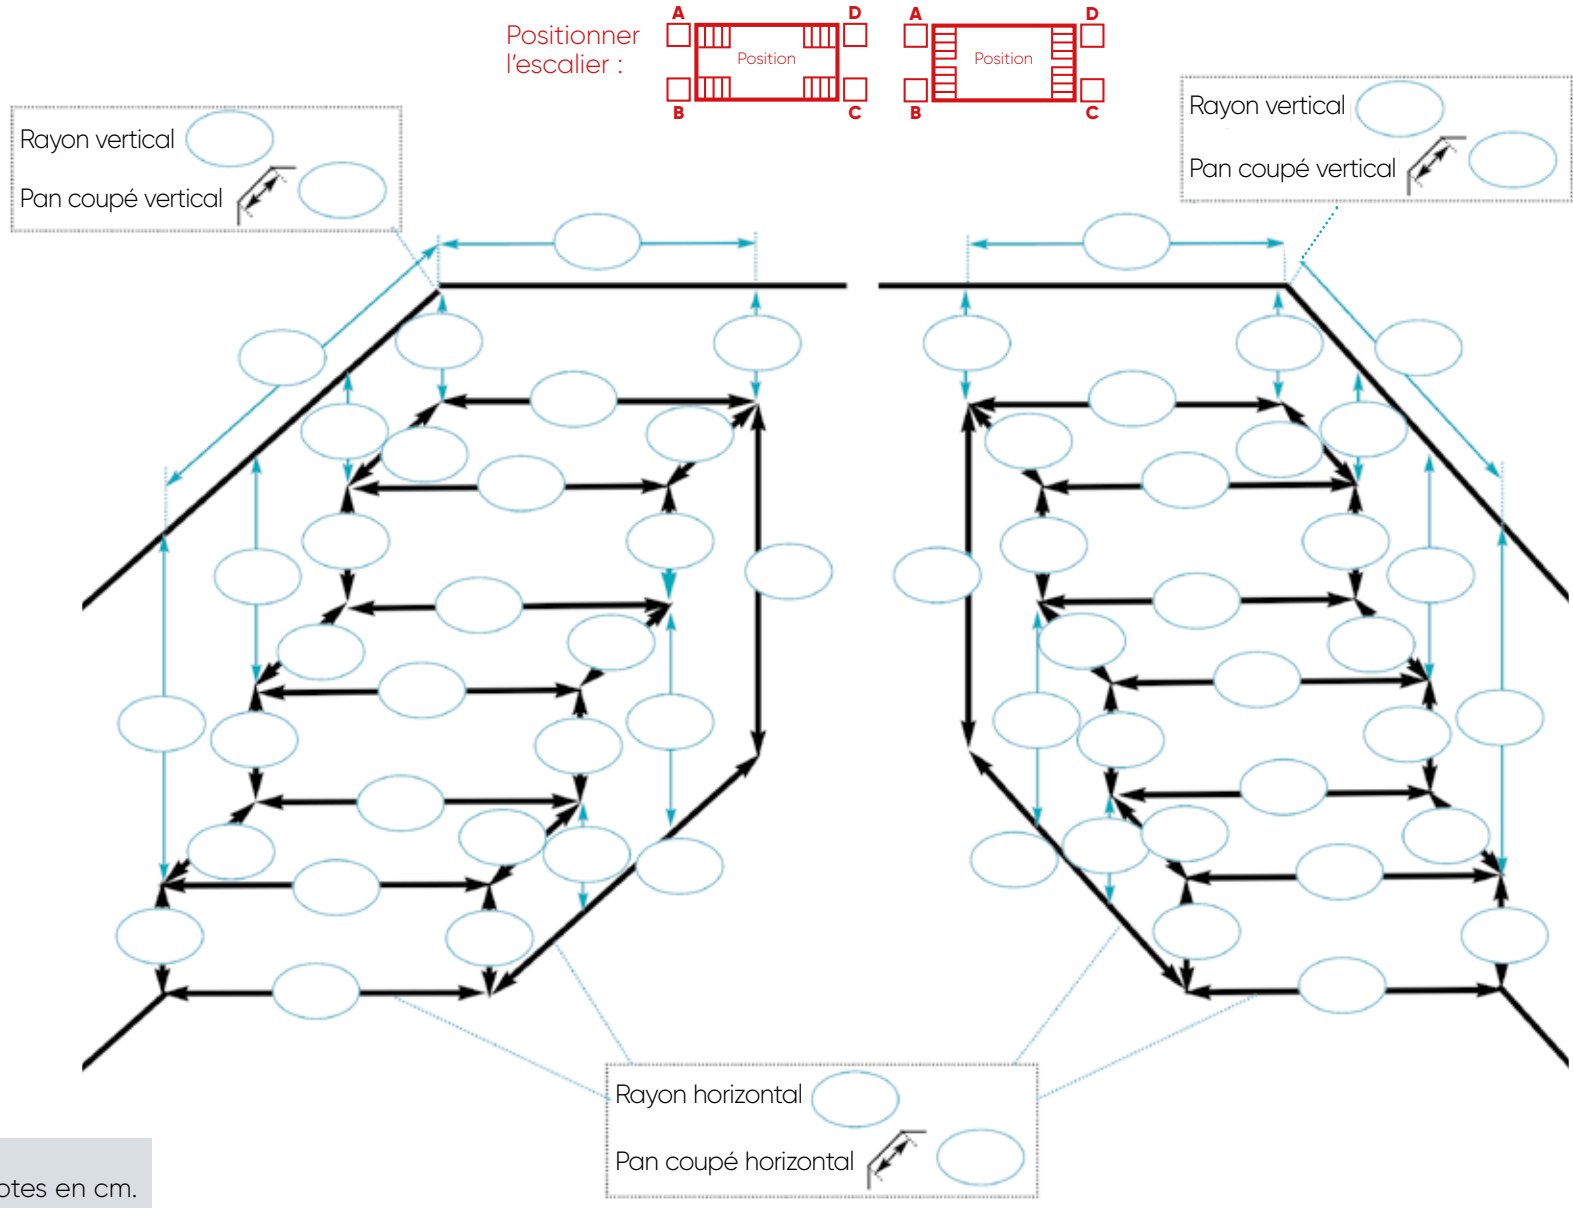 Positionner
l'escalier :
A
D
Position
B
C
A
D
Position
B
C
Rayon vertical
Pan coupé vertical
Rayon vertical
Pan coupé vertical
Rayon horizontal
Pan coupé horizontal
en cm.